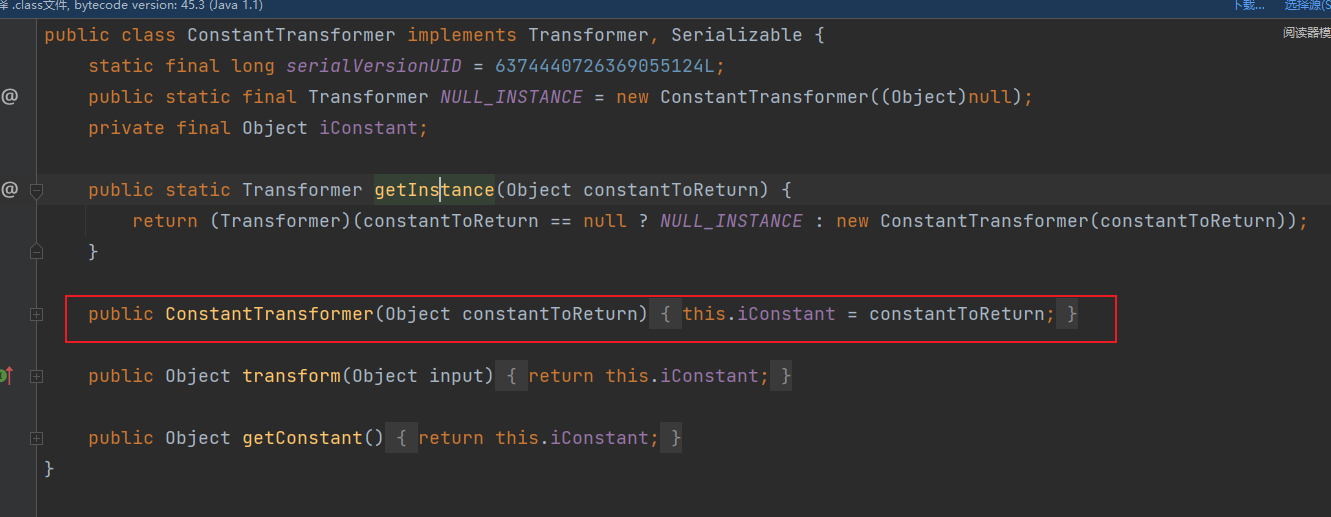 译 .class文件, bytecode version: 45.3 (Java 1.1) 下载... 选择源(S
阅读器模
public class ConstantTransformer implements Transformer, Serializable {
    static final long serialVersionUID = 6374440726369055124L;
@ public static final Transformer NULL_INSTANCE = new ConstantTransformer((Object)null);
    private final Object iConstant;
@ public static Transformer getInstance(Object constantToReturn) {
        return (Transformer)(constantToReturn == null ? NULL_INSTANCE : new ConstantTransformer(constantToReturn));
    }
    public ConstantTransformer(Object constantToReturn) { this.iConstant = constantToReturn; }
    public Object transform(Object input) { return this.iConstant; }
    public Object getConstant() { return this.iConstant; }
}